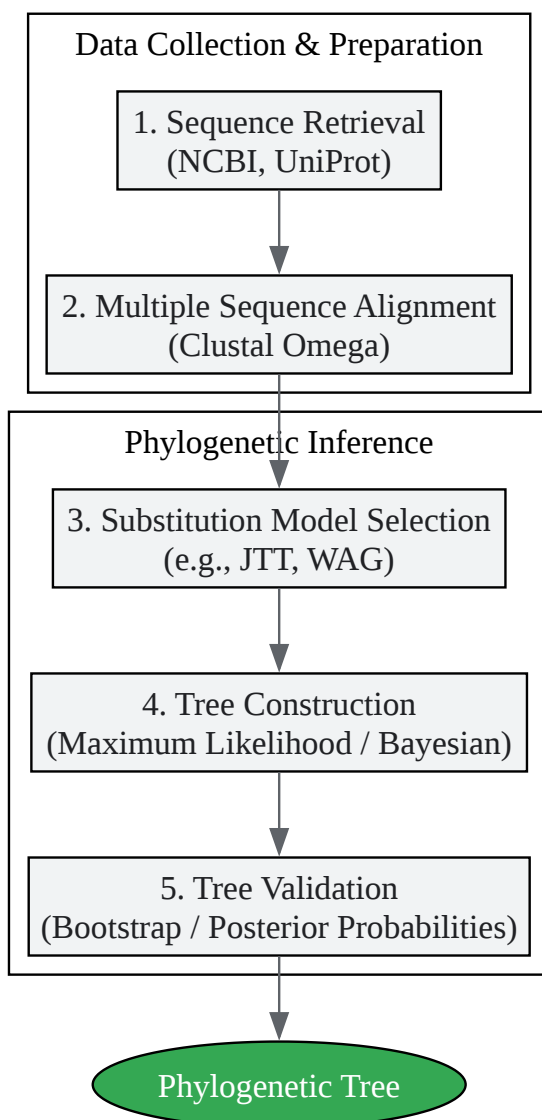 Data Collection & Preparation
1. Sequence Retrieval
(NCBI, UniProt)
2. Multiple Sequence Alignment
(Clustal Omega)
Phylogenetic Inference
3. Substitution Model Selection
(e.g., JTT, WAG)
4. Tree Construction
(Maximum Likelihood / Bayesian)
5. Tree Validation
(Bootstrap / Posterior Probabilities)
Phylogenetic Tree